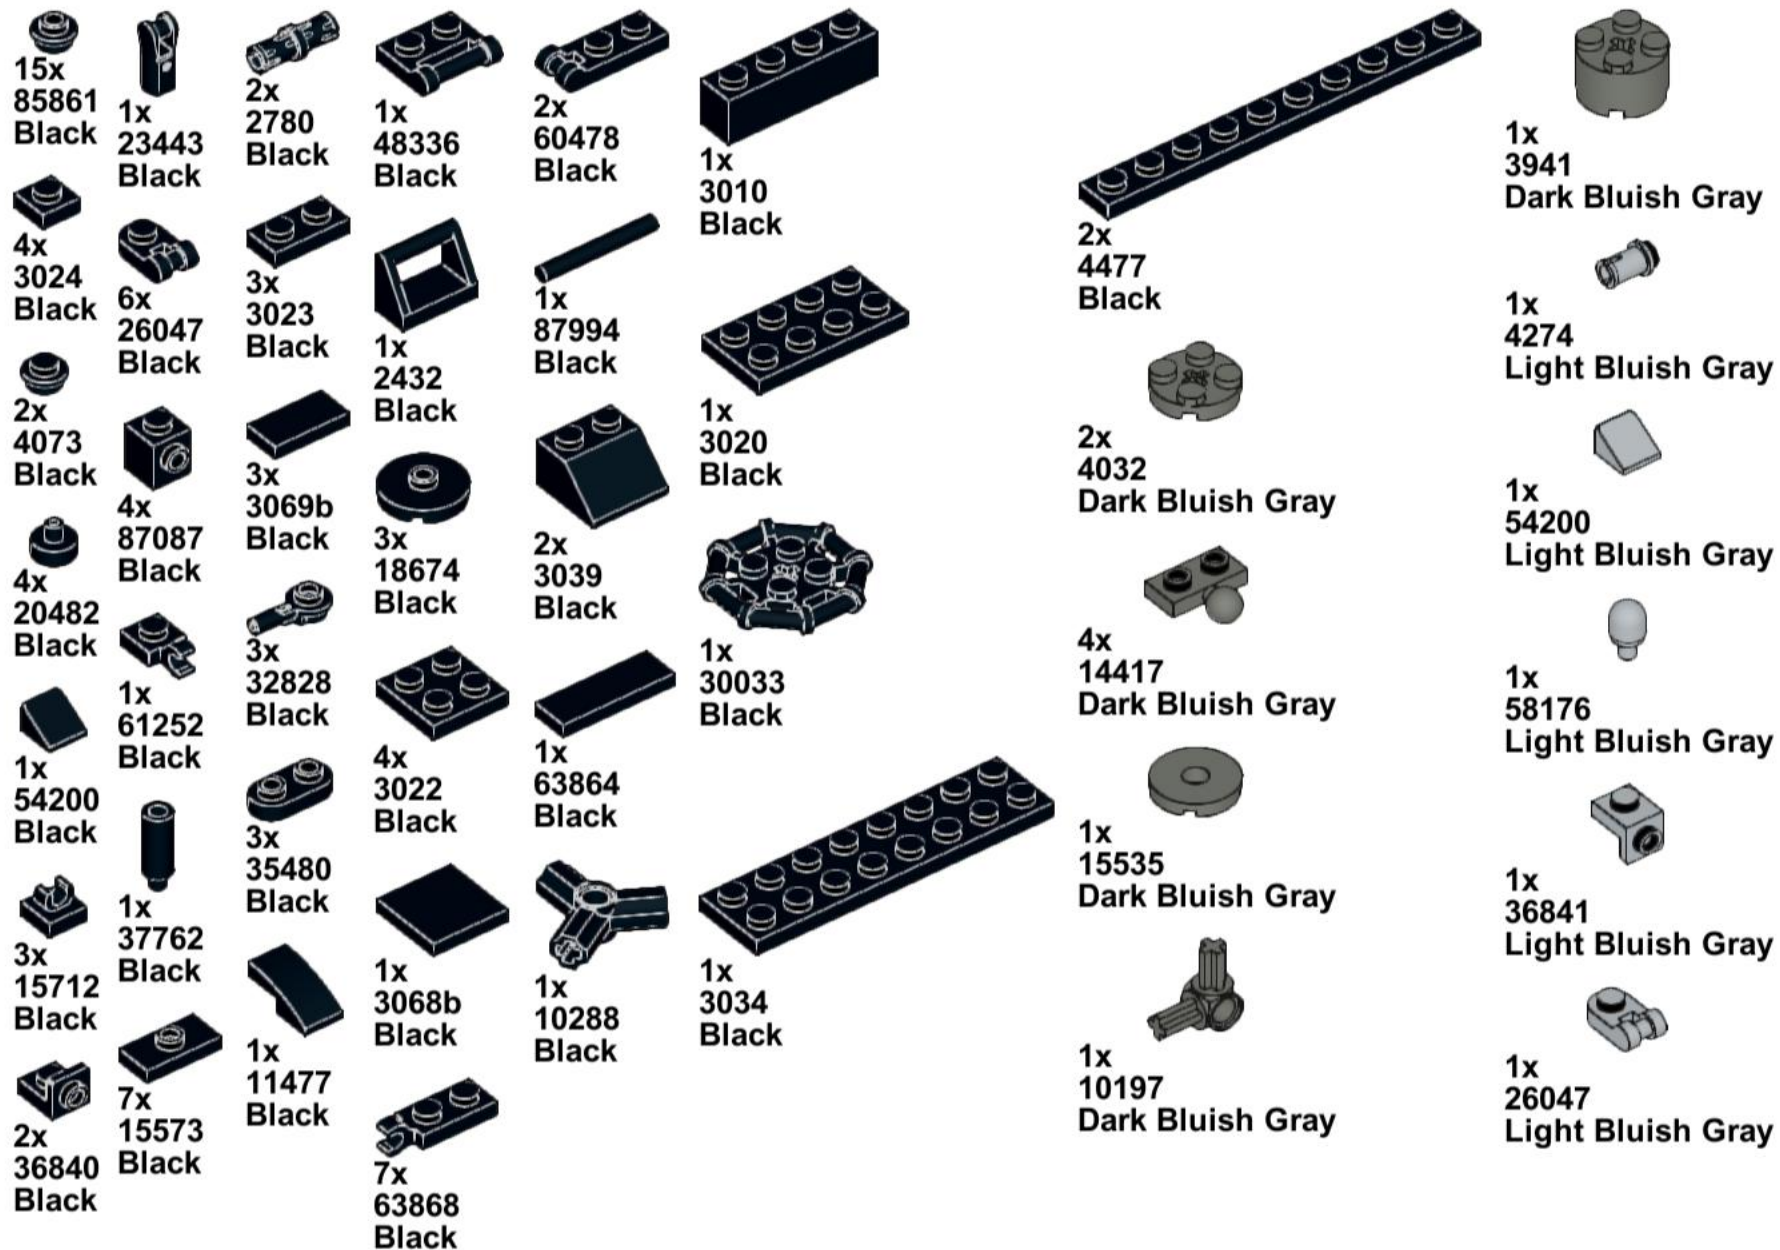 15x
85861
Black
4x
3024
Black
2x
4073
Black
4x
20482
Black
1x
54200
Black
3x
15712
Black
2x
36840
Black
1x
23443
Black
6x
26047
Black
4x
87087
Black
1x
61252
Black
1x
37762
Black
7x
15573
Black
2x
2780
Black
3x
3023
Black
3x
3069b
Black
3x
32828
Black
3x
35480
Black
1x
11477
Black
1x
48336
Black
1x
2432
Black
3x
18674
Black
4x
3022
Black
1x
3068b
Black
7x
63868
Black
2x
60478
Black
1x
87994
Black
2x
3039
Black
1x
63864
Black
1x
10288
Black
1x
3010
Black
1x
3020
Black
1x
30033
Black
1x
3034
Black
2x
4477
Black
2x
4032
Dark Bluish Gray
4x
14417
Dark Bluish Gray
1x
15535
Dark Bluish Gray
1x
10197
Dark Bluish Gray
1x
3941
Dark Bluish Gray
1x
4274
Light Bluish Gray
1x
54200
Light Bluish Gray
1x
58176
Light Bluish Gray
1x
36841
Light Bluish Gray
1x
26047
Light Bluish Gray